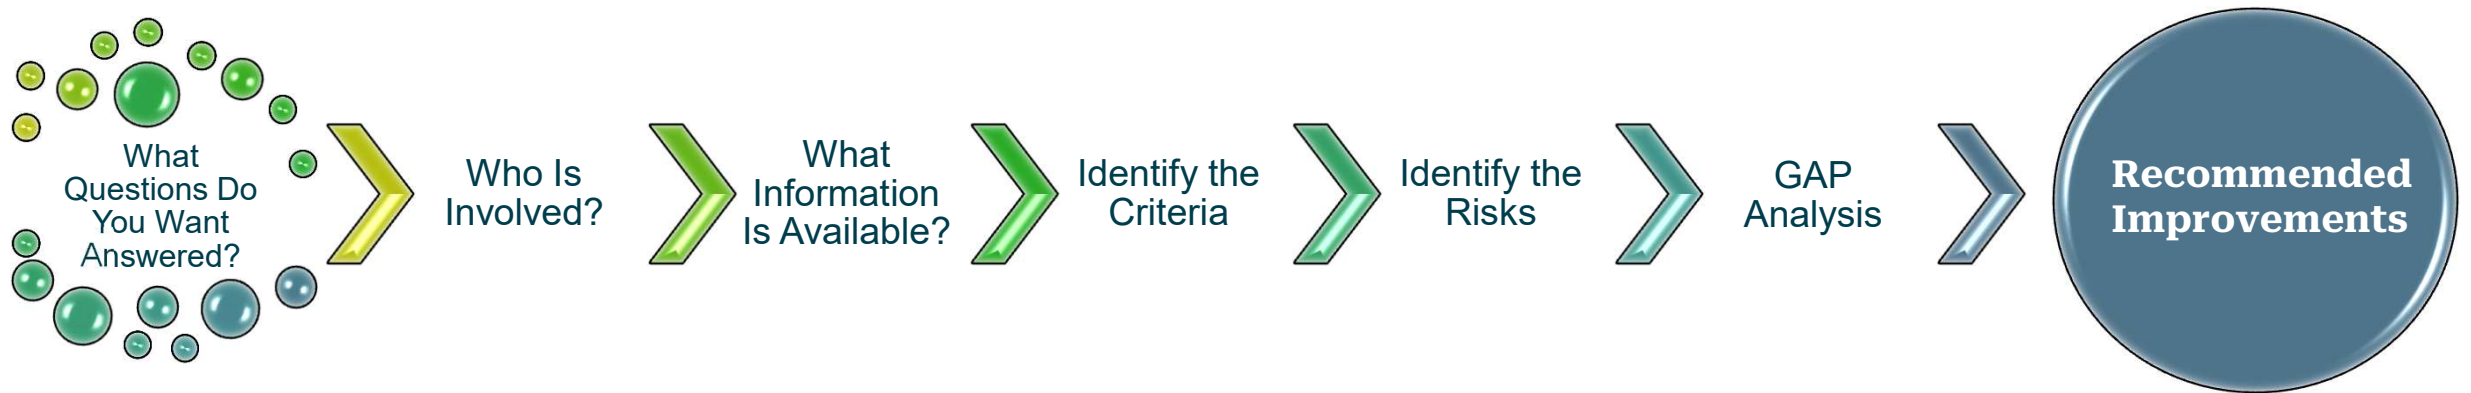 What
Questions Do
You Want
Answered?
Who Is
Involved?
What
Information
Is Available?
Identify the
Criteria
Identify the
Risks
GAP
Analysis
Recommended
Improvements